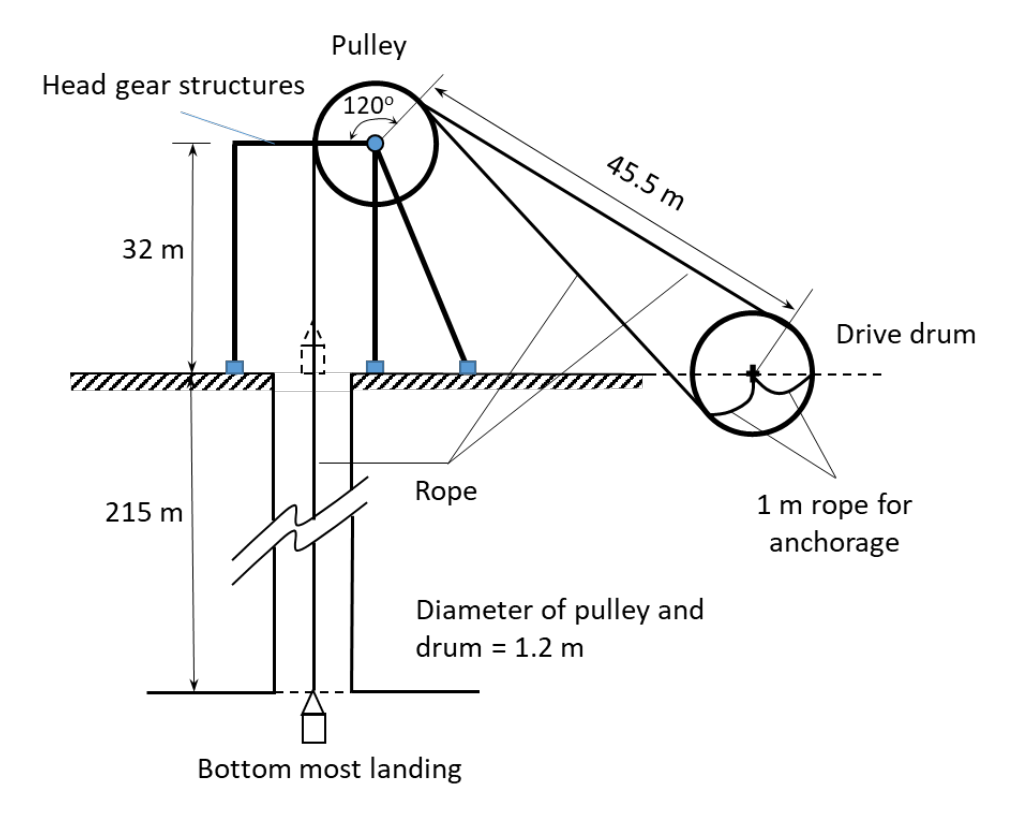 Pulley
Head gear structures
120°
45.5 m
32 m
Drive drum
Rope
215 m
1 m rope for
anchorage
Diameter of pulley and
drum = 1.2 m
Bottom most landing